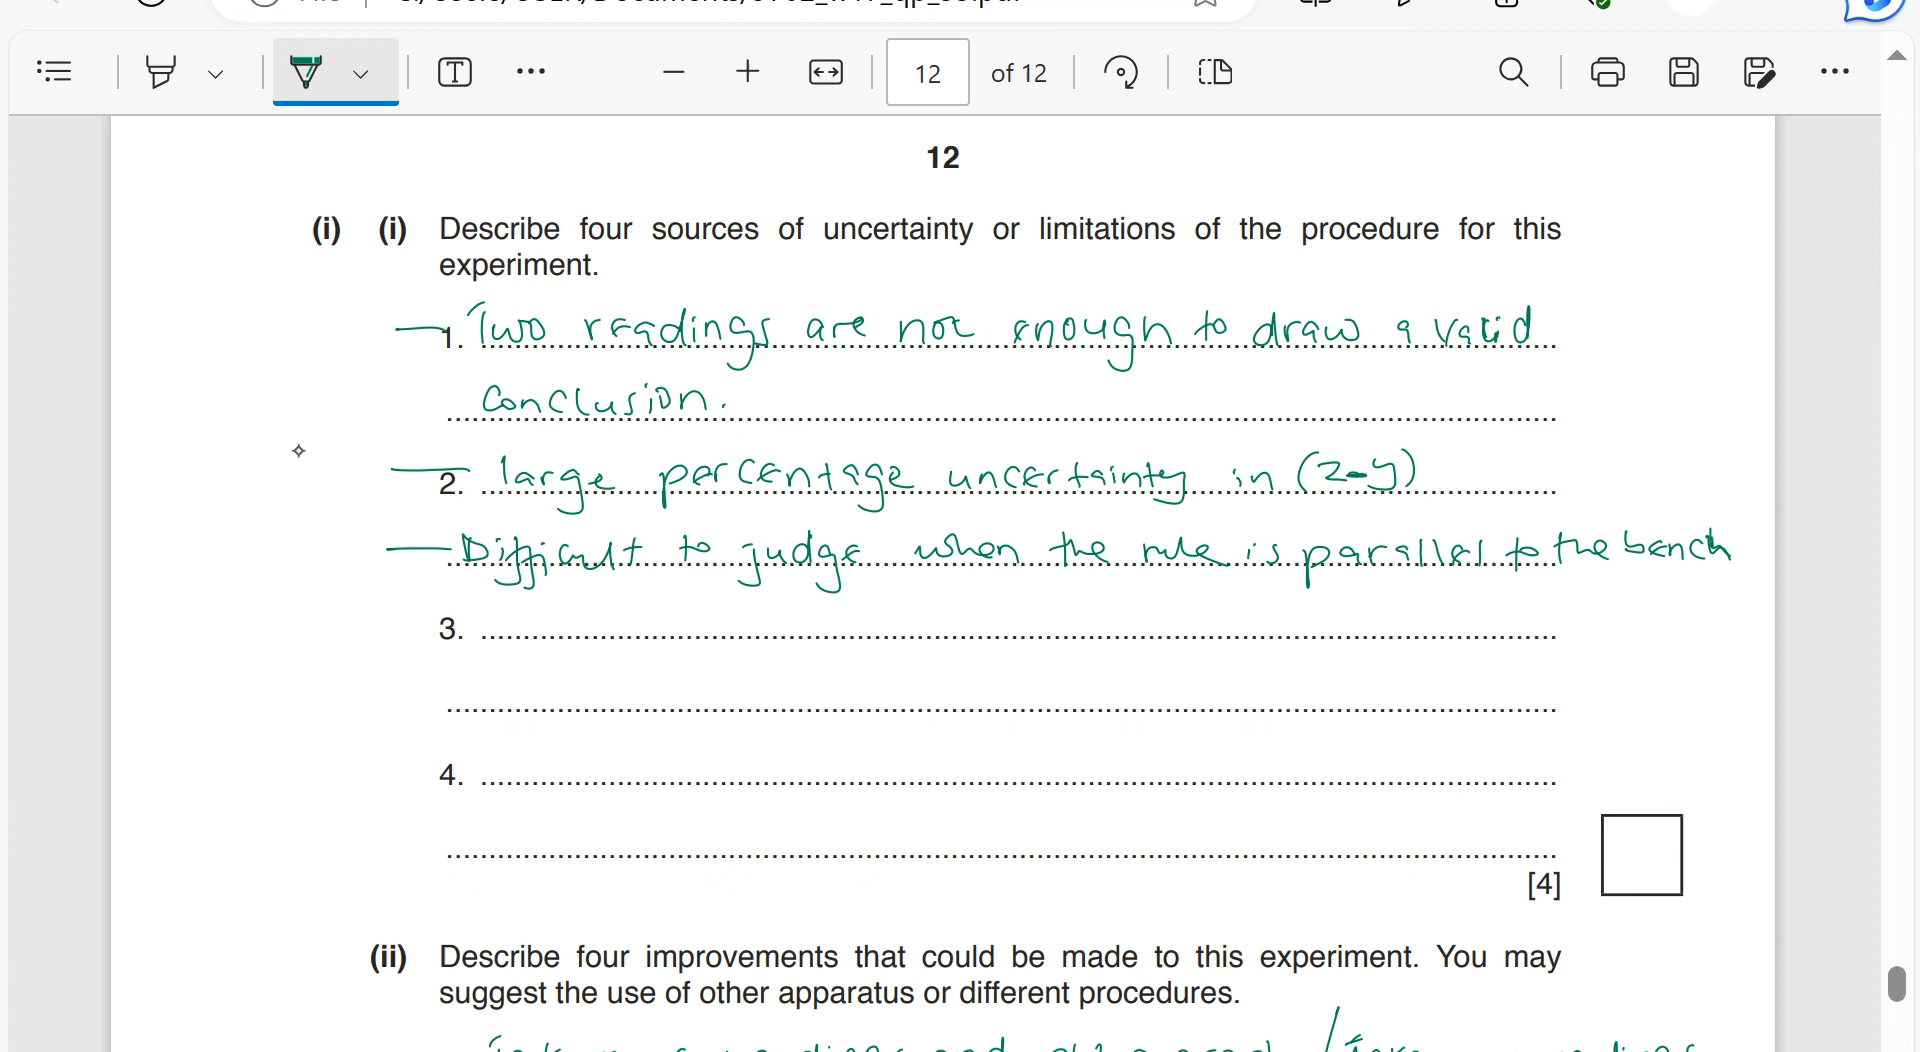 12
of 12
12
(i) (i) Describe four sources of uncertainty or limitations of the procedure for this
experiment.
1. Two readings are not enough to draw a valid
conclusion.
2. large percentage uncertainty in (z-y)
Difficult to judge when the rule is parallel to the bench
3.
4.
[4]
(ii) Describe four improvements that could be made to this experiment. You may
suggest the use of other apparatus or different procedures.